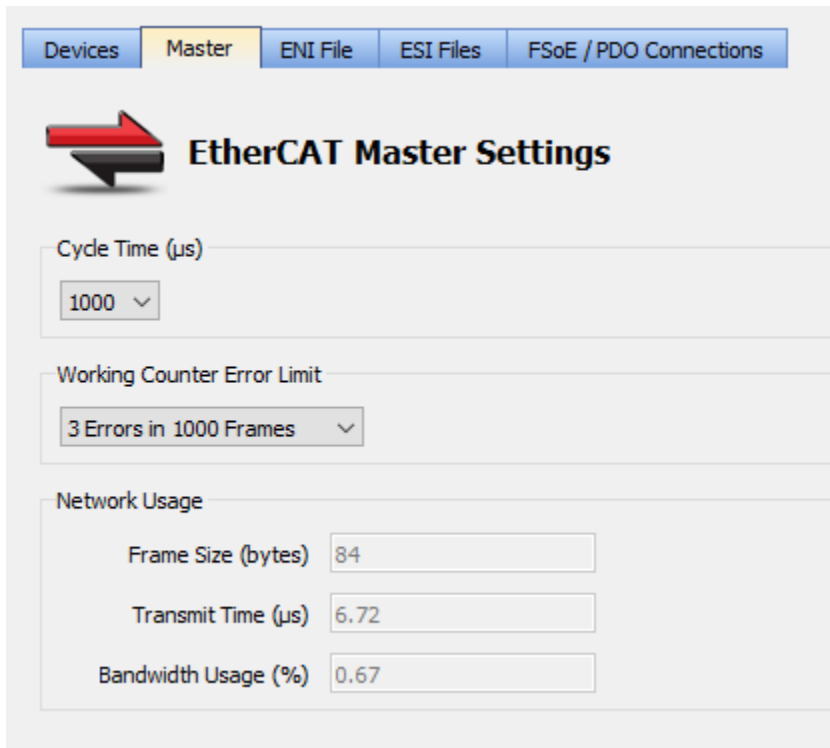 Devices Master ENI File ESI Files FSoE / PDO Connections
EtherCAT Master Settings
Cycle Time (µs)
1000
Working Counter Error Limit
3 Errors in 1000 Frames
Network Usage
Frame Size (bytes) 84
Transmit Time (µs) 6.72
Bandwidth Usage (%) 0.67